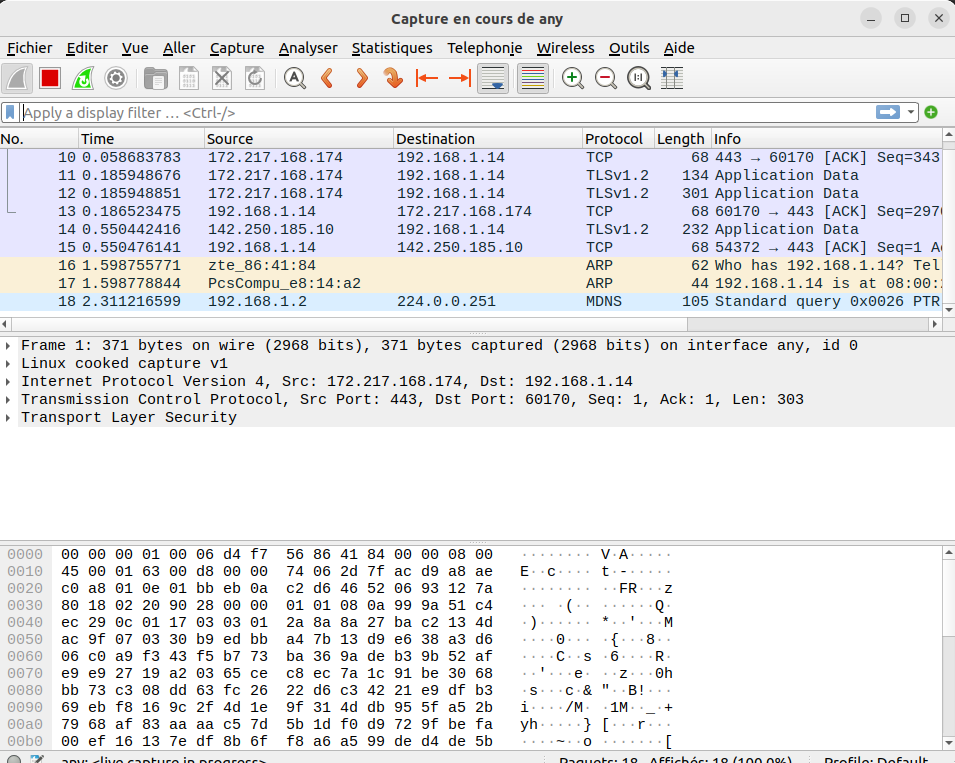 Capture en cours de any
Fichier Editer Vue Aller Capture Analyser Statistiques Telephonie Wireless Outils Aide
Apply a display filter … <Ctrl-/>
No. Time Source Destination Protocol Length Info
10 0.058683783 172.217.168.174 192.168.1.14 TCP 68 443 → 60170 [ACK] Seq=343
11 0.185948676 172.217.168.174 192.168.1.14 TLSv1.2 134 Application Data
12 0.185948851 172.217.168.174 192.168.1.14 TLSv1.2 301 Application Data
13 0.186523475 192.168.1.14 172.217.168.174 TCP 68 60170 → 443 [ACK] Seq=2970
14 0.550442416 142.250.185.10 192.168.1.14 TLSv1.2 232 Application Data
15 0.550476141 192.168.1.14 142.250.185.10 TCP 68 54372 → 443 [ACK] Seq=1 A
16 1.598755771 zte_86:41:84 ARP 62 Who has 192.168.1.14? Tel
17 1.598778844 PcsCompu_e8:14:a2 ARP 44 192.168.1.14 is at 08:00:
18 2.311216599 192.168.1.2 224.0.0.251 MDNS 105 Standard query 0x0026 PTR
Frame 1: 371 bytes on wire (2968 bits), 371 bytes captured (2968 bits) on interface any, id 0
Linux cooked capture v1
Internet Protocol Version 4, Src: 172.217.168.174, Dst: 192.168.1.14
Transmission Control Protocol, Src Port: 443, Dst Port: 60170, Seq: 1, Ack: 1, Len: 303
Transport Layer Security
0000 00 00 00 01 00 06 d4 f7 56 86 41 84 00 00 08 00 ········ V·A·····
0010 45 00 01 63 00 d8 00 00 74 06 2d 7f ac d9 a8 ae E··c···· t·-·····
0020 c0 a8 01 0e 01 bb eb 0a c2 d6 46 52 06 93 12 7a ········ ··FR···z
0030 80 18 02 20 90 28 00 00 01 01 08 0a 99 9a 51 c4 ··· ·(·· ······Q·
0040 ec 29 0c 01 17 03 03 01 2a 8a 8a 27 ba c2 13 4d ·)······ *··'···M
0050 ac 9f 07 03 30 b9 ed bb a4 7b 13 d9 e6 38 a3 d6 ····0··· ·{···8··
0060 06 c0 a9 f3 43 f5 b7 73 ba 36 9a de b3 9b 52 af ····C··s ·6····R·
0070 e9 e9 27 19 a2 03 65 ce c8 ec 7a 1c 91 be 30 68 ··'···e· ··z···0h
0080 bb 73 c3 08 dd 63 fc 26 22 d6 c3 42 21 e9 df b3 ·s···c·& "··B!···
0090 69 eb f8 16 9c 2f 4d 1e 9f 31 4d db 95 5f a5 2b i····/M· ·1M··_·+
00a0 79 68 af 83 aa aa c5 7d 5b 1d f0 d9 72 9f be fa yh·····} [···r···
00b0 00 ef 16 13 7e df 8b 6f f8 a6 a5 99 de d4 de 5b ····~··o ·······[
any: <live capture in progress> Paquets: 18 · Affichés: 18 (100.0%) Profile: Default